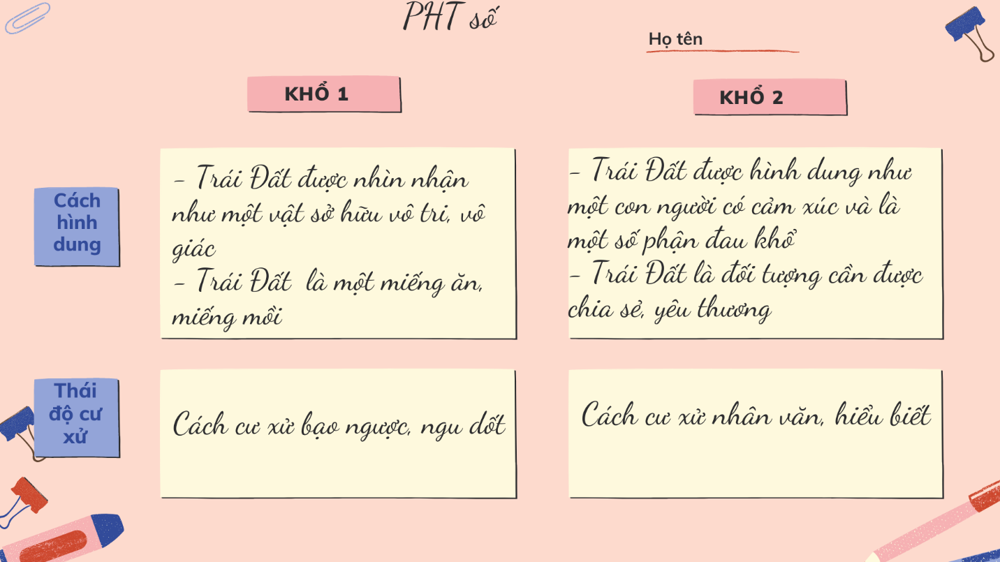 PHT số
Họ tên
KHỔ 1
KHỔ 2
Cách
hình
dung
- Trái Đất được nhìn nhận
như một vật sở hữu vô tri, vô
giác
- Trái Đất là một miếng ăn,
miếng mồi
- Trái Đất được hình dung như
một con người có cảm xúc và là
một số phận đau khổ
- Trái Đất là đối tượng cần được
chia sẻ, yêu thương
Thái
độ cư
xử
Cách cư xử bạo ngược, ngu dốt
Cách cư xử nhân văn, hiểu biết